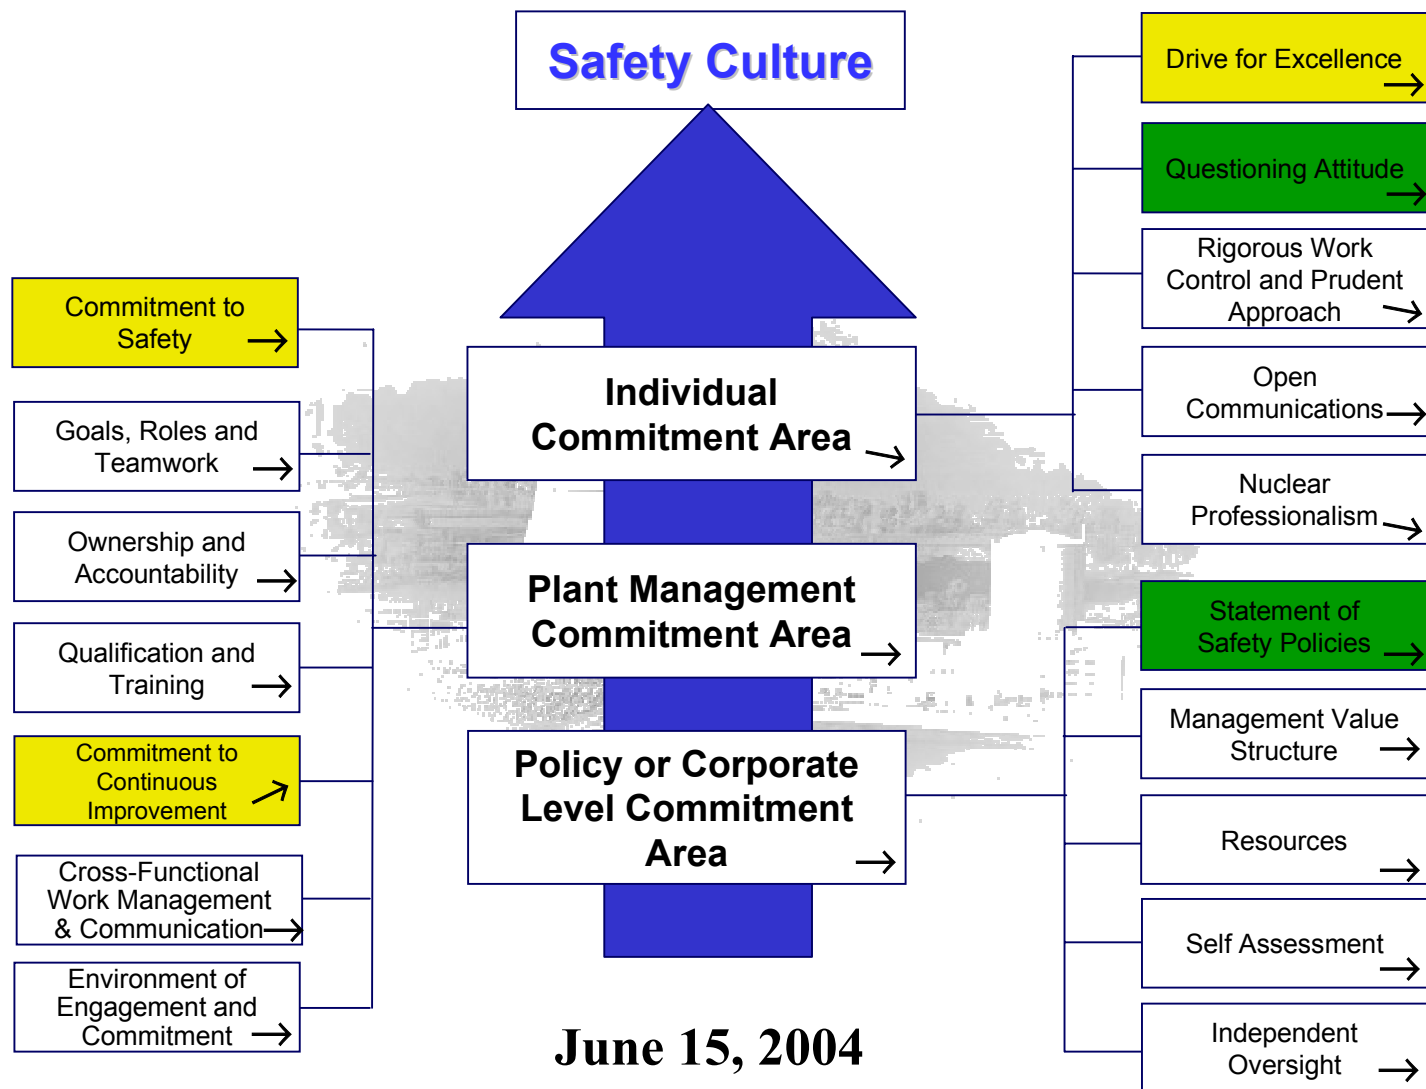 Safety Culture
Drive for Excellence
Questioning Attitude
Rigorous Work
Control and Prudent
Approach
Open
Communications
Nuclear
Professionalism
Individual
Commitment Area
Commitment to
Safety
Goals, Roles and
Teamwork
Ownership and
Accountability
Qualification and
Training
Commitment to
Continuous
Improvement
Cross-Functional
Work Management
& Communication
Environment of
Engagement and
Commitment
Plant Management
Commitment Area
Policy or Corporate
Level Commitment
Area
Statement of
Safety Policies
Management Value
Structure
Resources
Self Assessment
Independent
Oversight
June 15, 2004